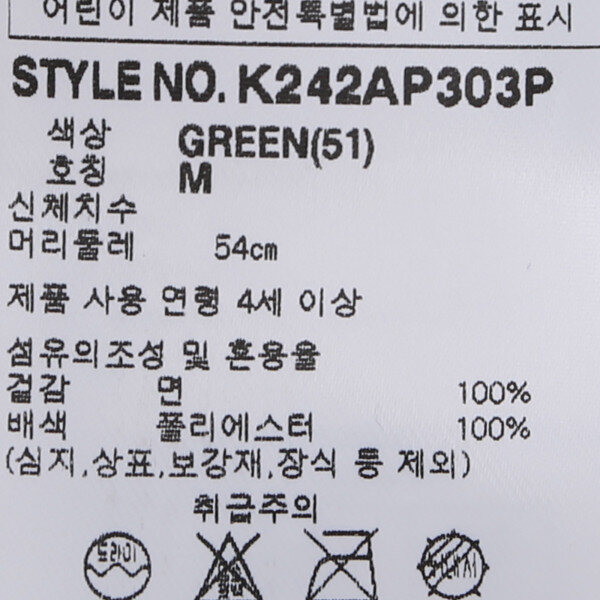 어린이 제품 안전특별법에 의한 표시
STYLE NO. K242AP303P
색상 GREEN(51)
호칭 M
신체치수
머리둘레 54cm
제품 사용 연령 4세 이상
섬유의조성 및 혼용율
겉감 면 100%
배색 폴리에스터 100%
(심지,상표,보강재,장식 등 제외)
취급주의
드라이